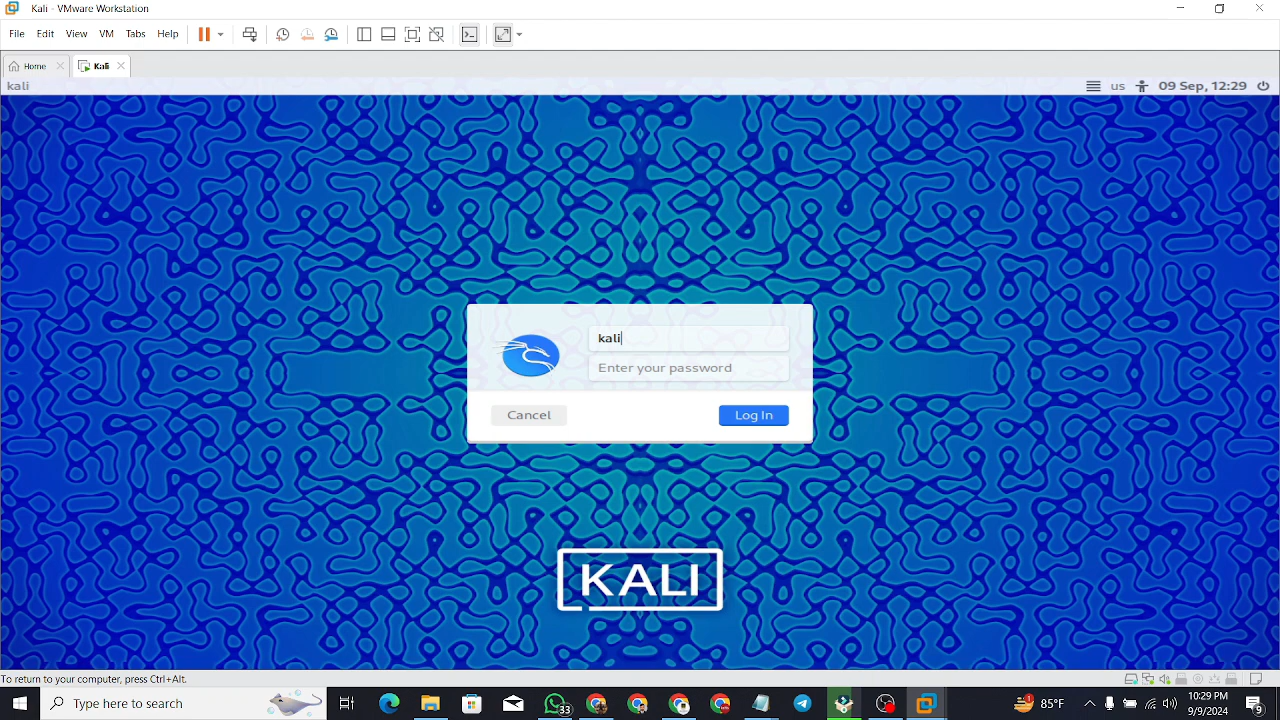 Kali - VMware Workstation
File Edit View VM Tabs Help
Home Kali
kali us 09 Sep, 12:29
kali
Enter your password
Cancel Log In
KALI
To return to your computer, press Ctrl+Alt.
Type here to search 33 1 85°F 10:29 PM 8
9/9/2024